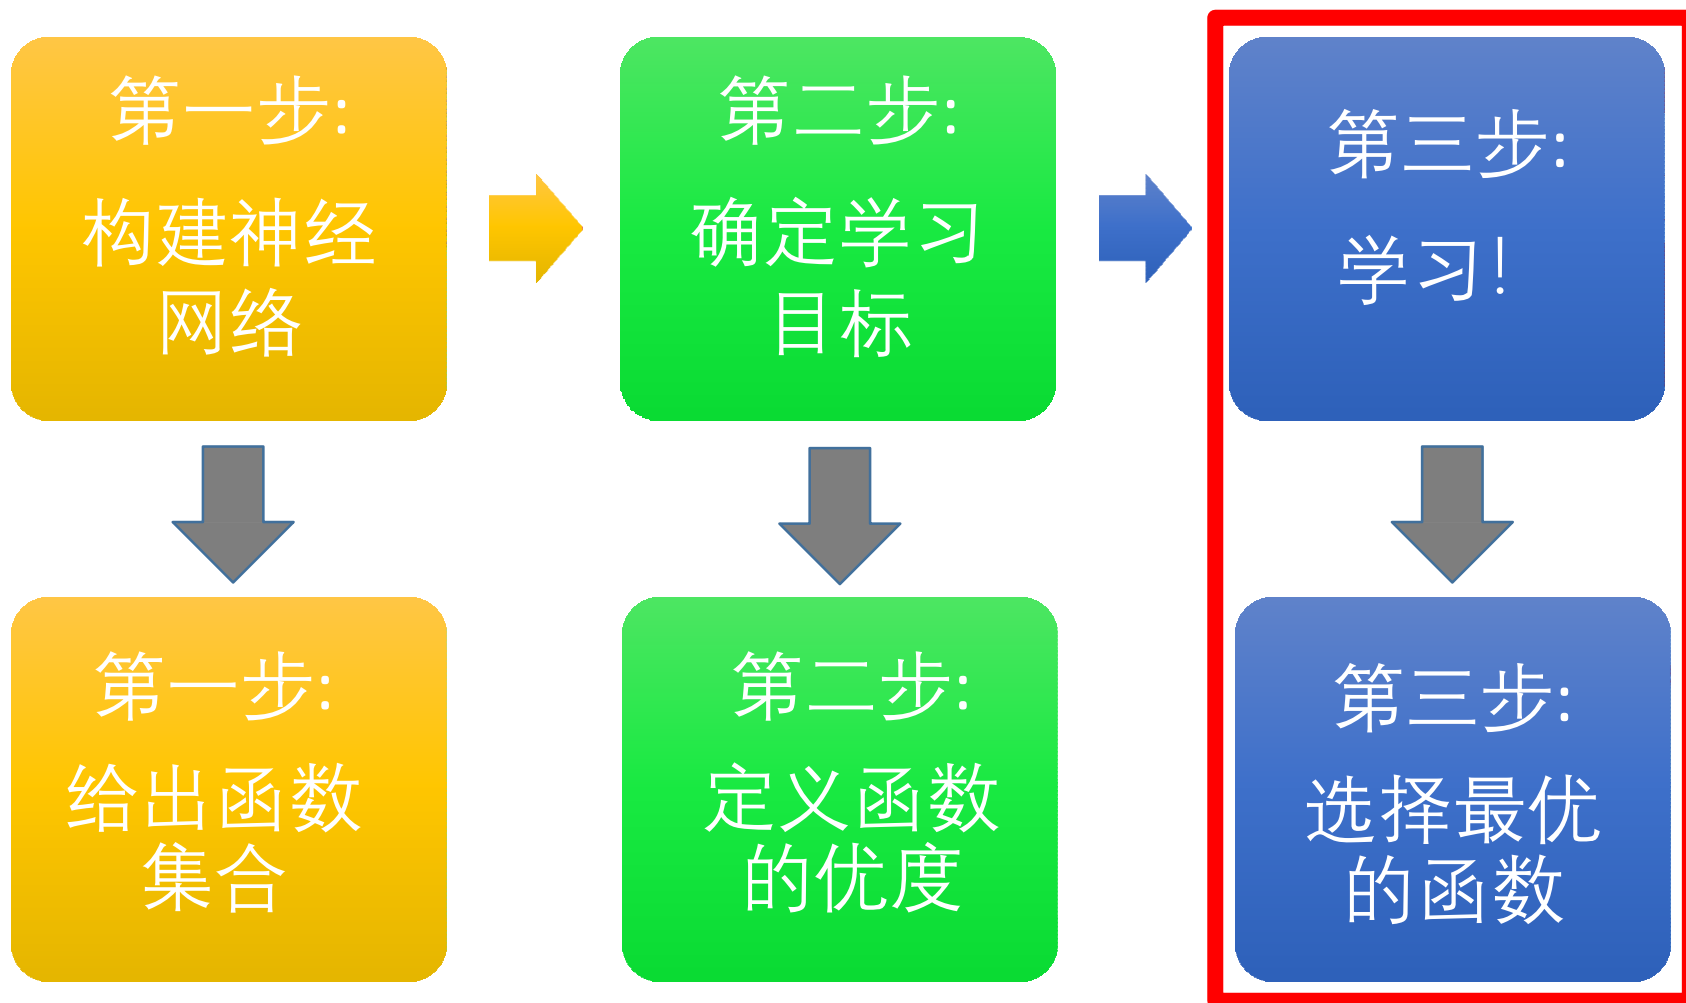 第一步:
构建神经
网络
第二步:
确定学习
目标
第三步:
学习!
第一步:
给出函数
集合
第二步:
定义函数
的优度
第三步:
选择最优
的函数